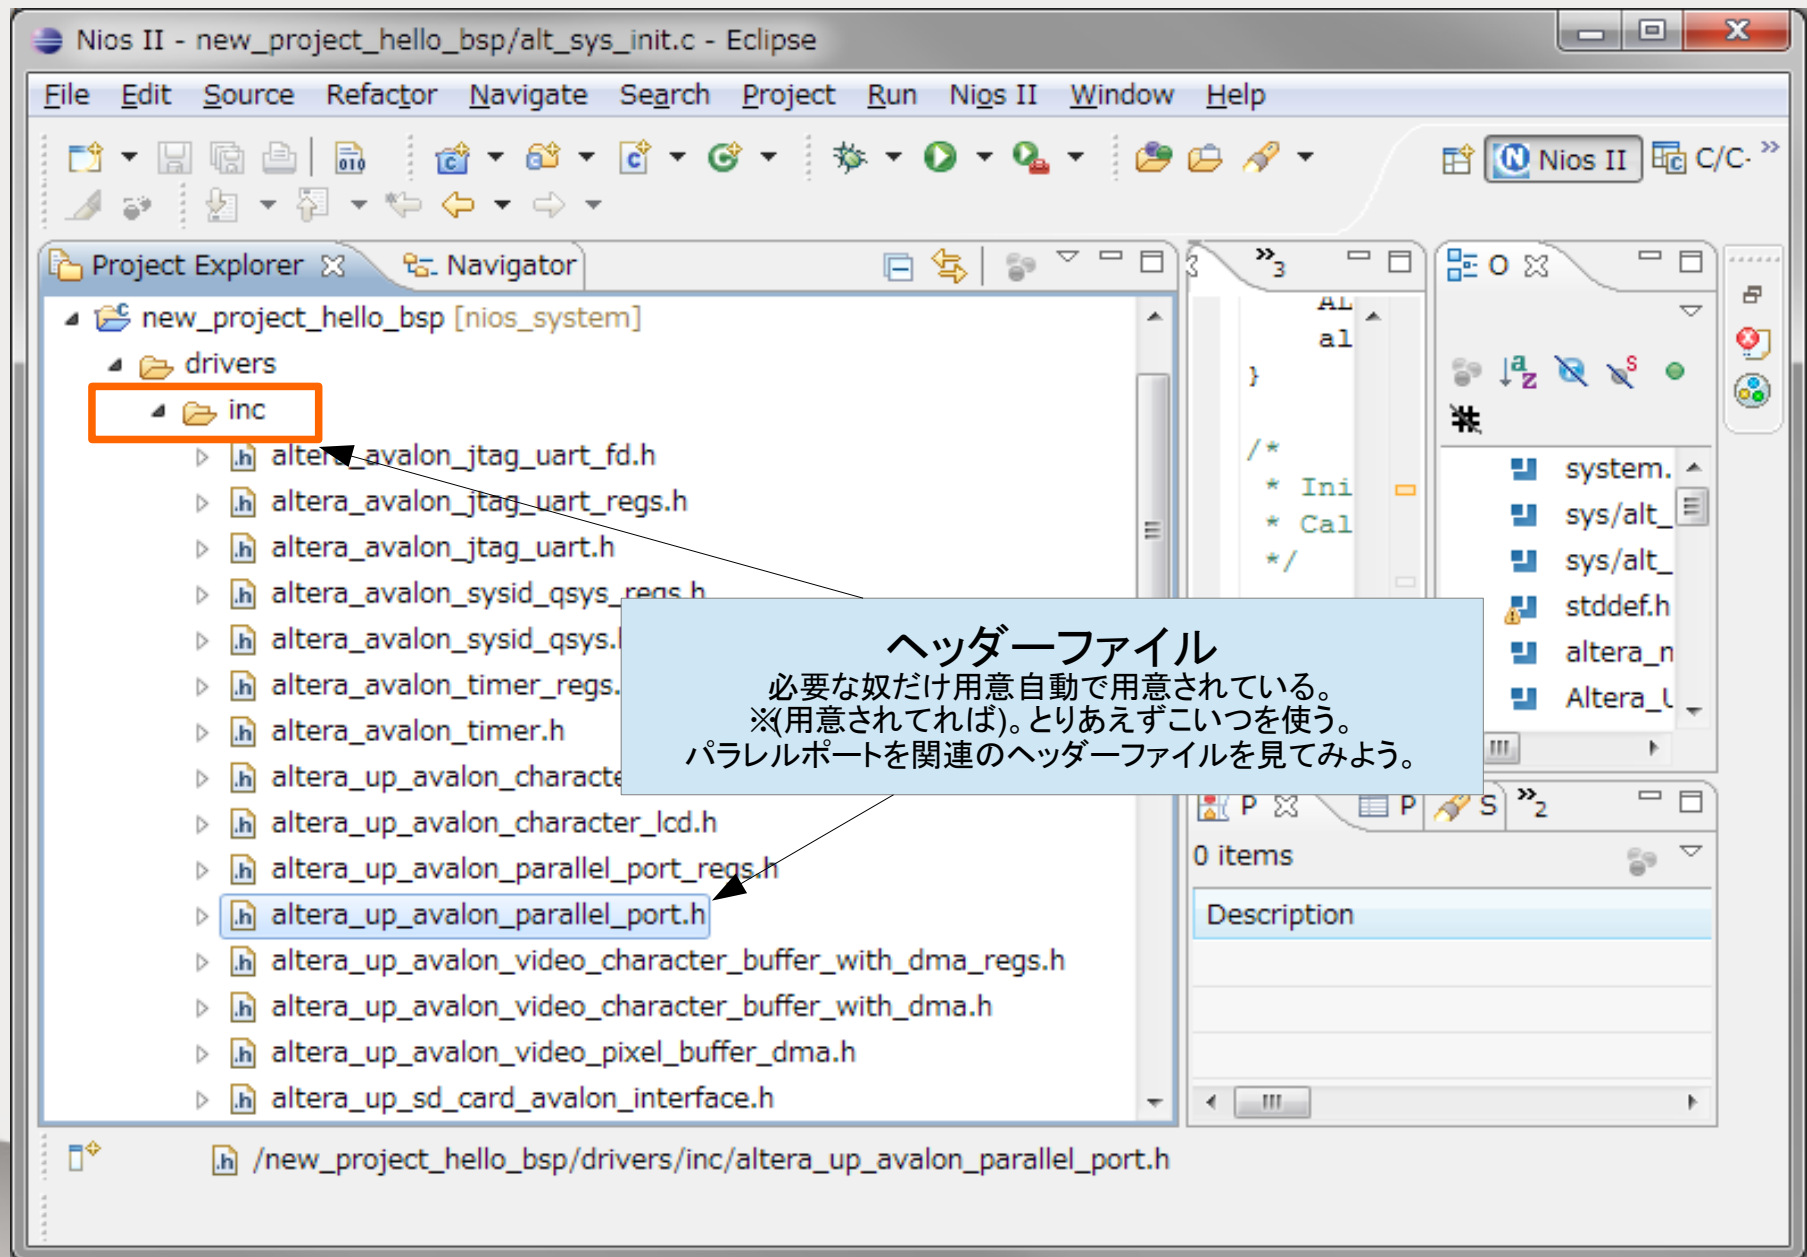 Nios II - new_project_hello_bsp/alt_sys_init.c - Eclipse
File Edit Source Refactor Navigate Search Project Run Nios II Window Help
Nios II C/C-
Project Explorer Navigator
3
O
new_project_hello_bsp [nios_system]
drivers
inc
altera_avalon_jtag_uart_fd.h
altera_avalon_jtag_uart_regs.h
altera_avalon_jtag_uart.h
altera_avalon_sysid_qsys_regs.h
altera_avalon_sysid_qsys.
altera_avalon_timer_regs.
altera_avalon_timer.h
altera_up_avalon_characte
altera_up_avalon_character_lcd.h
altera_up_avalon_parallel_port_regs.h
altera_up_avalon_parallel_port.h
altera_up_avalon_video_character_buffer_with_dma_regs.h
altera_up_avalon_video_character_buffer_with_dma.h
altera_up_avalon_video_pixel_buffer_dma.h
altera_up_sd_card_avalon_interface.h
AL
al
}
/*
* Ini
* Cal
*/
system.
sys/alt_
sys/alt_
stddef.h
altera_n
Altera_U
ヘッダーファイル
必要な奴だけ用意自動で用意されている。
※(用意されてれば)。とりあえずこいつを使う。
パラレルポートを関連のヘッダーファイルを見てみよう。
P P S 2
0 items
Description
/new_project_hello_bsp/drivers/inc/altera_up_avalon_parallel_port.h